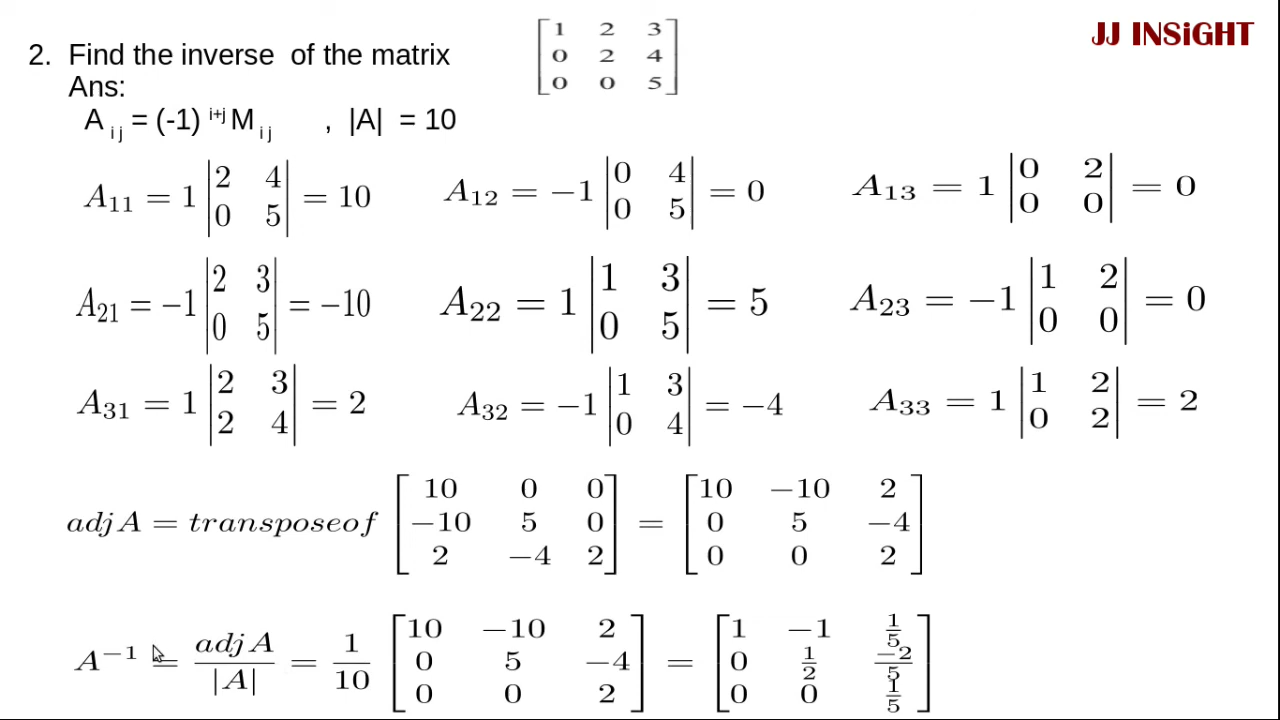 JJ INSiGHT
2. Find the inverse of the matrix [1 2 3; 0 2 4; 0 0 5]
Ans:
A i j = (-1) i+j M i j , |A| = 10
A11 = 1 |2 4; 0 5| = 10 A12 = −1 |0 4; 0 5| = 0 A13 = 1 |0 2; 0 0| = 0
A21 = −1 |2 3; 0 5| = −10 A22 = 1 |1 3; 0 5| = 5 A23 = −1 |1 2; 0 0| = 0
A31 = 1 |2 3; 2 4| = 2 A32 = −1 |1 3; 0 4| = −4 A33 = 1 |1 2; 0 2| = 2
adjA = transposeof [10 0 0; −10 5 0; 2 −4 2] = [10 −10 2; 0 5 −4; 0 0 2]
A−1 = adjA/|A| = 1/10 [10 −10 2; 0 5 −4; 0 0 2] = [1 −1 1/5; 0 1/2 −2/5; 0 0 1/5]